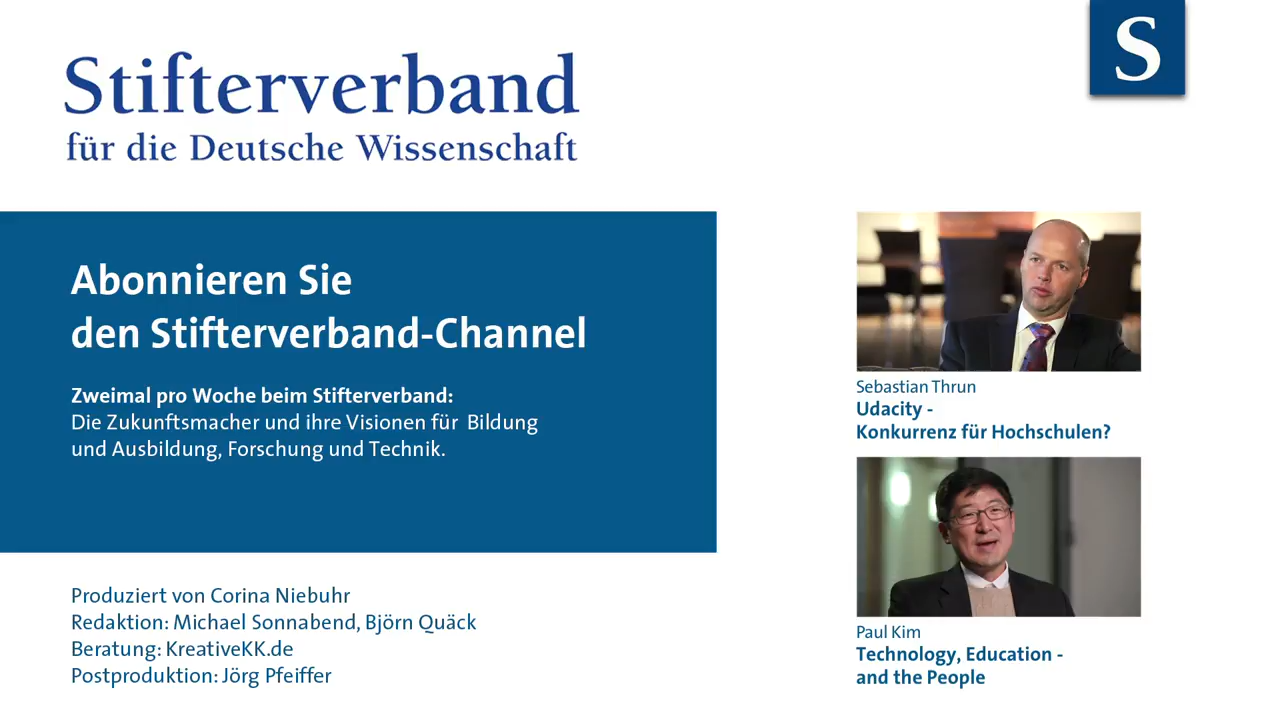 Stifterverband
für die Deutsche Wissenschaft
S
Abonnieren Sie
den Stifterverband-Channel
Zweimal pro Woche beim Stifterverband:
Die Zukunftsmacher und ihre Visionen für Bildung
und Ausbildung, Forschung und Technik.
Produziert von Corina Niebuhr
Redaktion: Michael Sonnabend, Björn Quäck
Beratung: KreativeKK.de
Postproduktion: Jörg Pfeiffer
Sebastian Thrun
Udacity -
Konkurrenz für Hochschulen?
Paul Kim
Technology, Education -
and the People